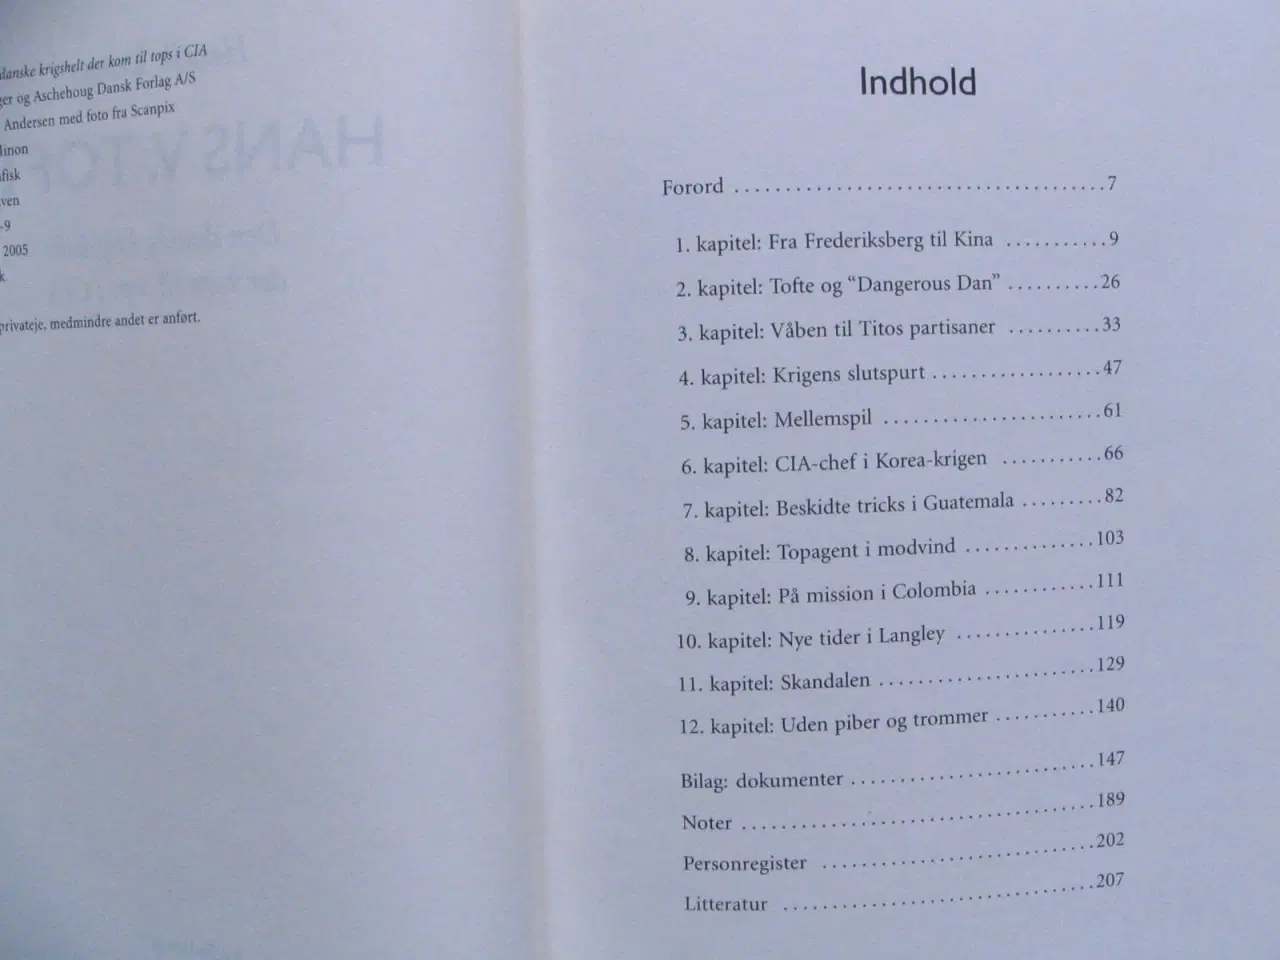 danske krigshelt der kom til tops i CIA
ger og Aschehoug Dansk Forlag A/S
Andersen med foto fra Scanpix
linon
fisk
ven
-9
2005
k
privateje, medmindre andet er anført.
HANS V. TOF
Indhold
Forord ..................................... 7
1. kapitel: Fra Frederiksberg til Kina ........... 9
2. kapitel: Tofte og “Dangerous Dan” .......... 26
3. kapitel: Våben til Titos partisaner .......... 33
4. kapitel: Krigens slutspurt ................. 47
5. kapitel: Mellemspil ...................... 61
6. kapitel: CIA-chef i Korea-krigen .......... 66
7. kapitel: Beskidte tricks i Guatemala ......... 82
8. kapitel: Topagent i modvind ............. 103
9. kapitel: På mission i Colombia ........... 111
10. kapitel: Nye tider i Langley .............. 119
11. kapitel: Skandalen ...................... 129
12. kapitel: Uden piber og trommer .......... 140
Bilag: dokumenter ......................... 147
Noter .................................... 189
Personregister ............................ 202
Litteratur ................................ 207